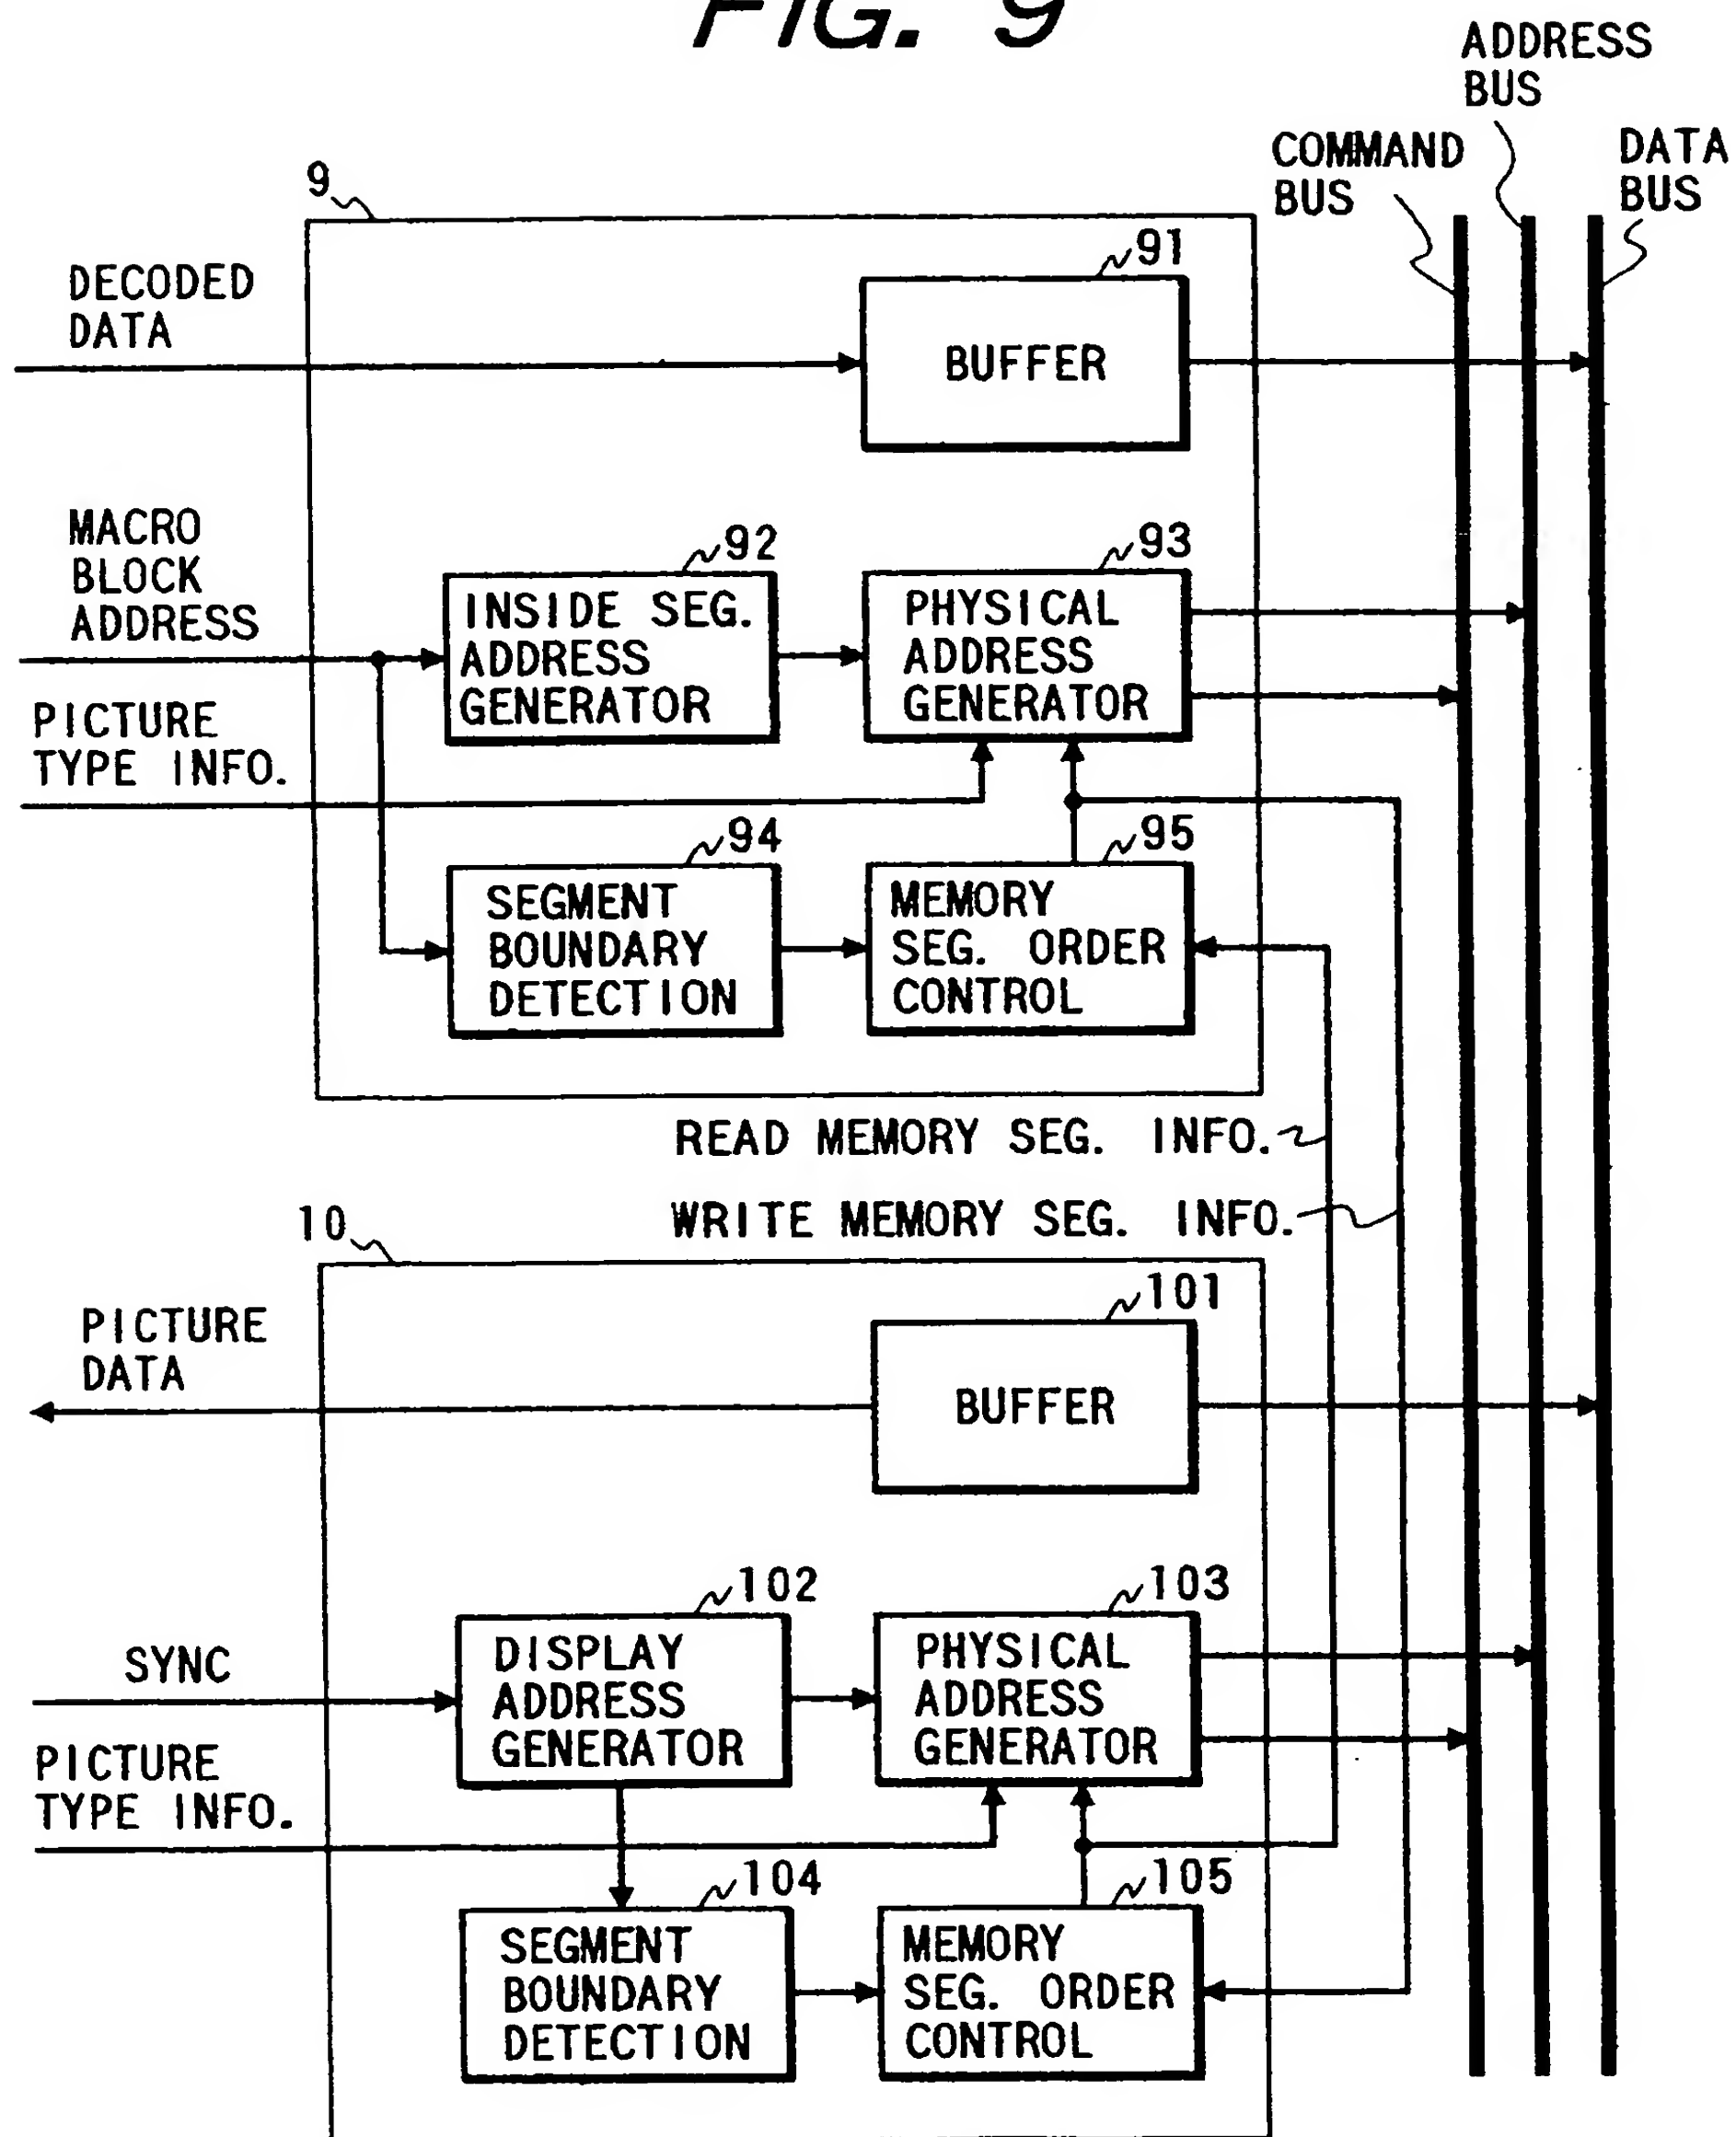 FIG. 9
ADDRESS
BUS
COMMAND
BUS
DATA
BUS
9
DECODED
DATA
91
BUFFER
MACRO
BLOCK
ADDRESS
92
INSIDE SEG.
ADDRESS
GENERATOR
93
PHYSICAL
ADDRESS
GENERATOR
PICTURE
TYPE INFO.
94
SEGMENT
BOUNDARY
DETECTION
95
MEMORY
SEG. ORDER
CONTROL
READ MEMORY SEG. INFO.
WRITE MEMORY SEG. INFO.
10
PICTURE
DATA
101
BUFFER
102
DISPLAY
ADDRESS
GENERATOR
103
PHYSICAL
ADDRESS
GENERATOR
SYNC
PICTURE
TYPE INFO.
104
SEGMENT
BOUNDARY
DETECTION
105
MEMORY
SEG. ORDER
CONTROL